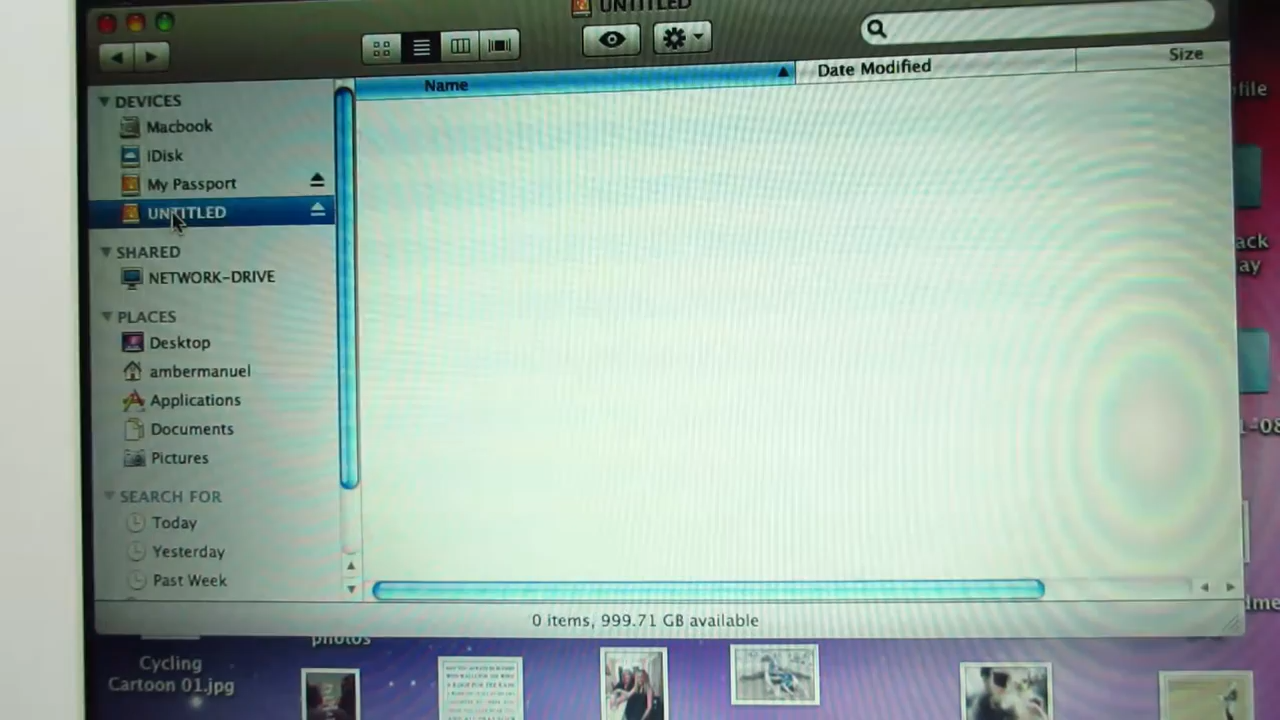 UNTITLED
Name
Date Modified
Size
DEVICES
Macbook
iDisk
My Passport
UNTITLED
SHARED
NETWORK-DRIVE
PLACES
Desktop
ambermanuel
Applications
Documents
Pictures
SEARCH FOR
Today
Yesterday
Past Week
0 items, 999.71 GB available
photos
Cycling
Cartoon 01.jpg